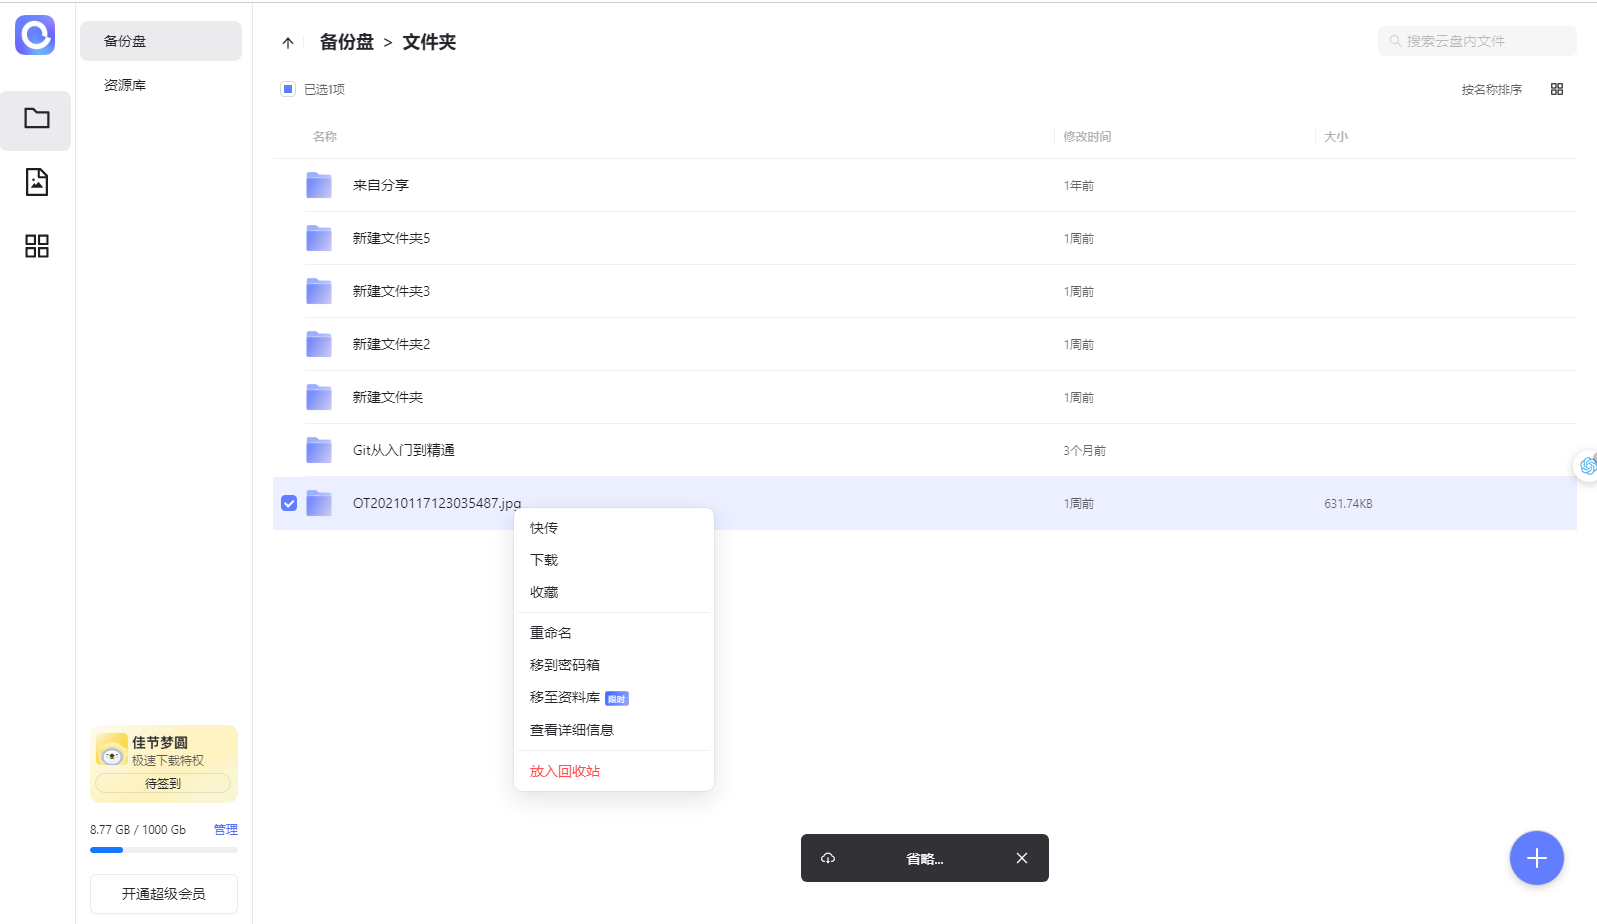 备份盘
资源库
备份盘 > 文件夹
搜索云盘内文件
已选1项
按名称排序
名称
修改时间
大小
来自分享
1年前
新建文件夹5
1周前
新建文件夹3
1周前
新建文件夹2
1周前
新建文件夹
1周前
Git从入门到精通
3个月前
OT20210117123035487.jpg
1周前
631.74KB
快传
下载
收藏
重命名
移到密码箱
移至资料库 限时
查看详细信息
放入回收站
佳节梦圆
极速下载特权
待签到
8.77 GB / 1000 Gb
管理
开通超级会员
省略...